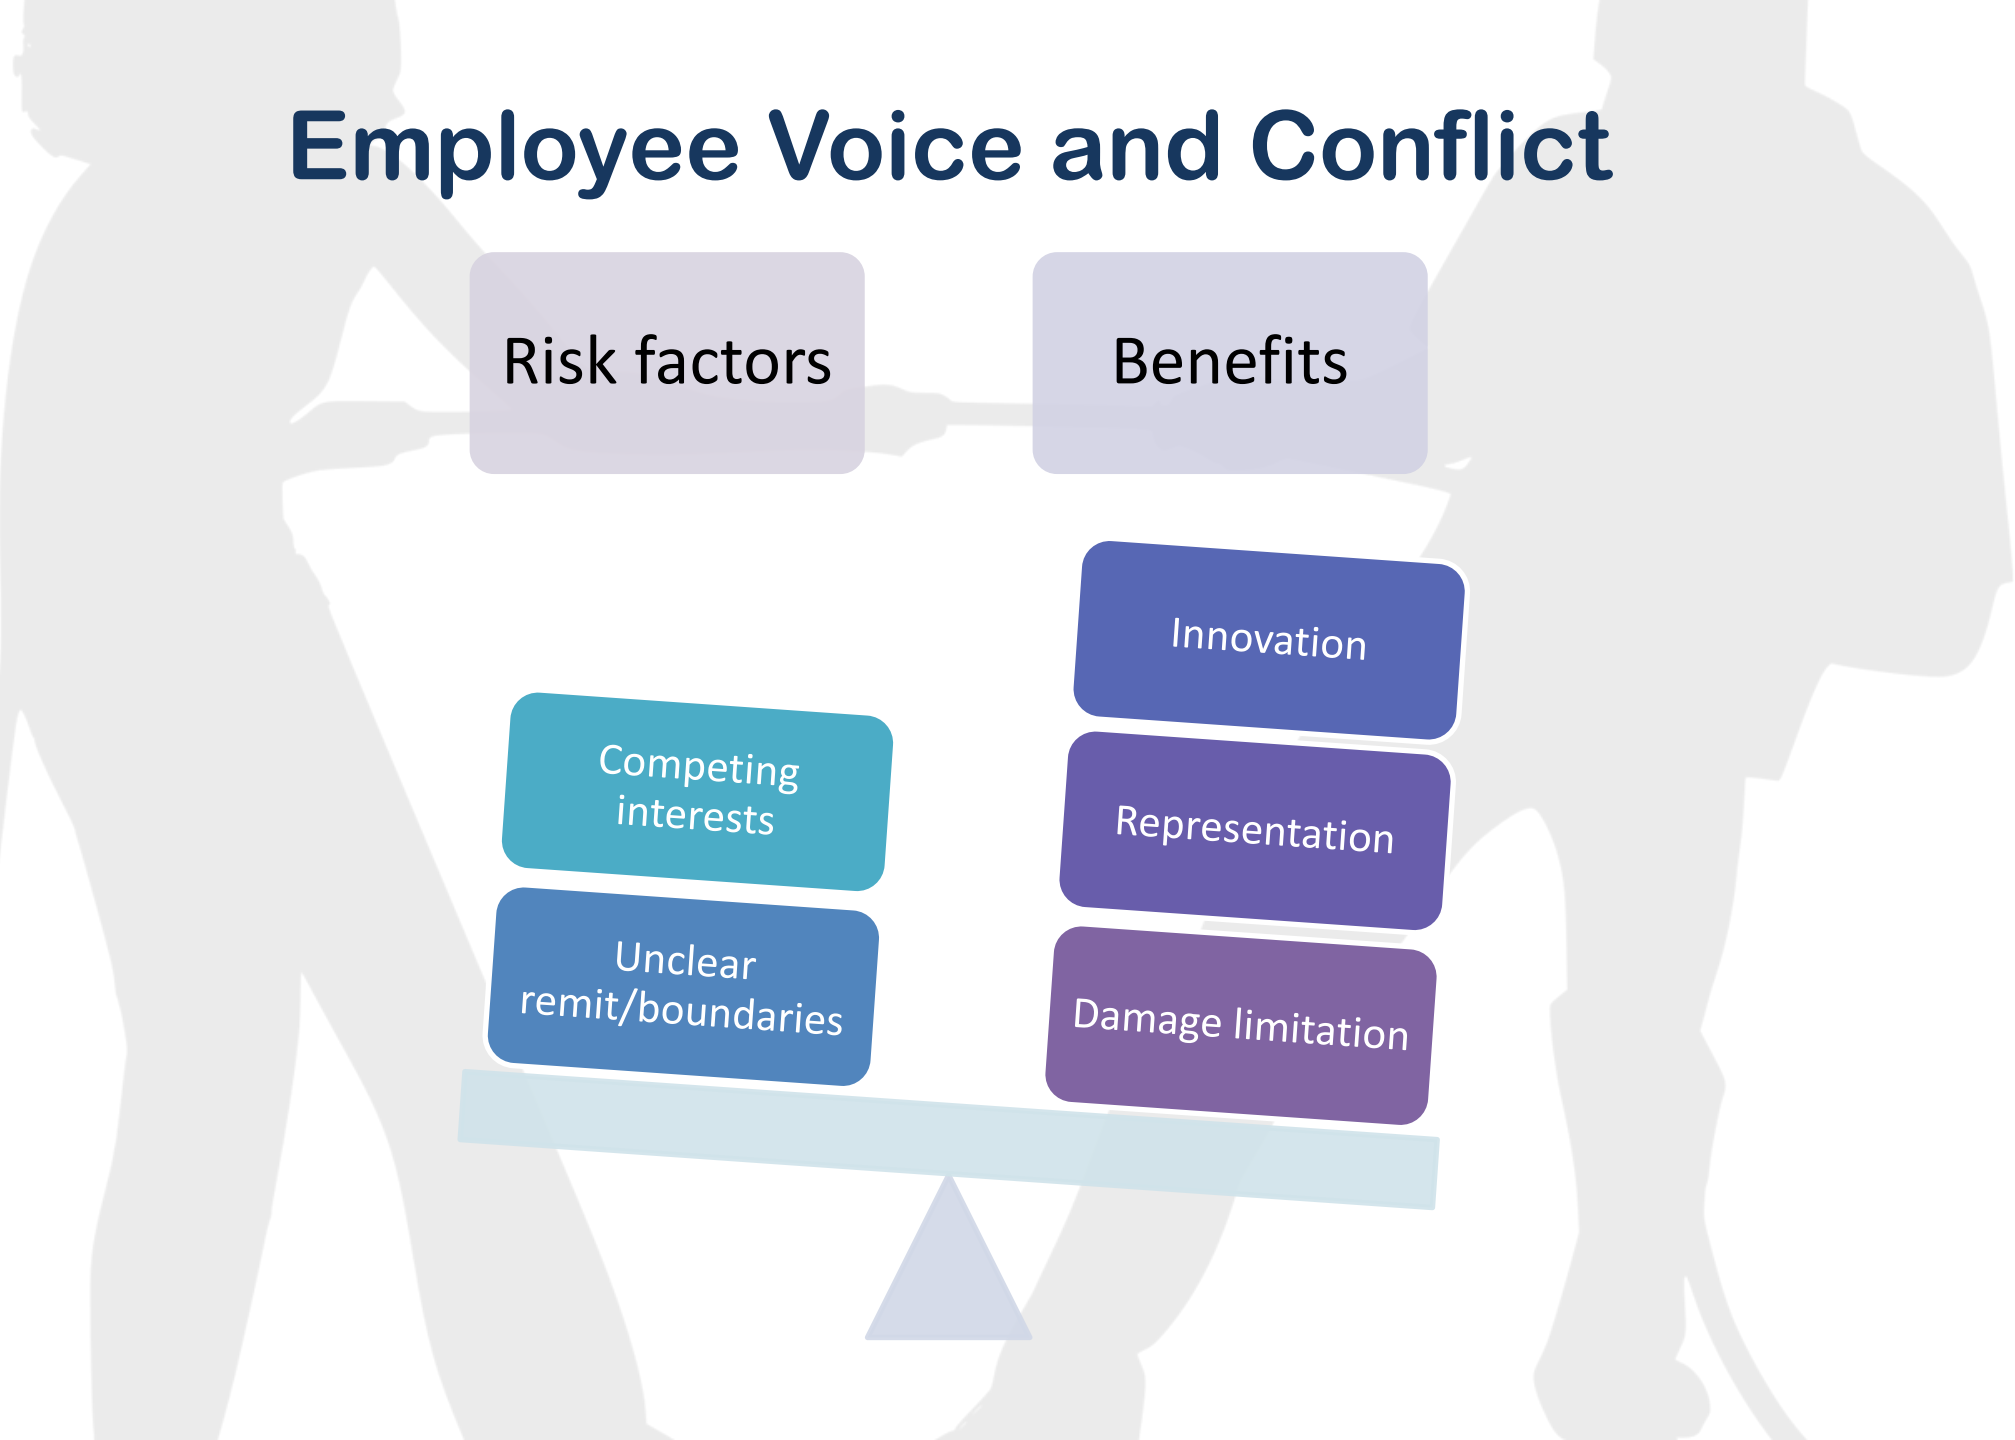 Employee Voice and Conflict
Risk factors
Benefits
Competing
interests
Unclear
remit/boundaries
Innovation
Representation
Damage limitation